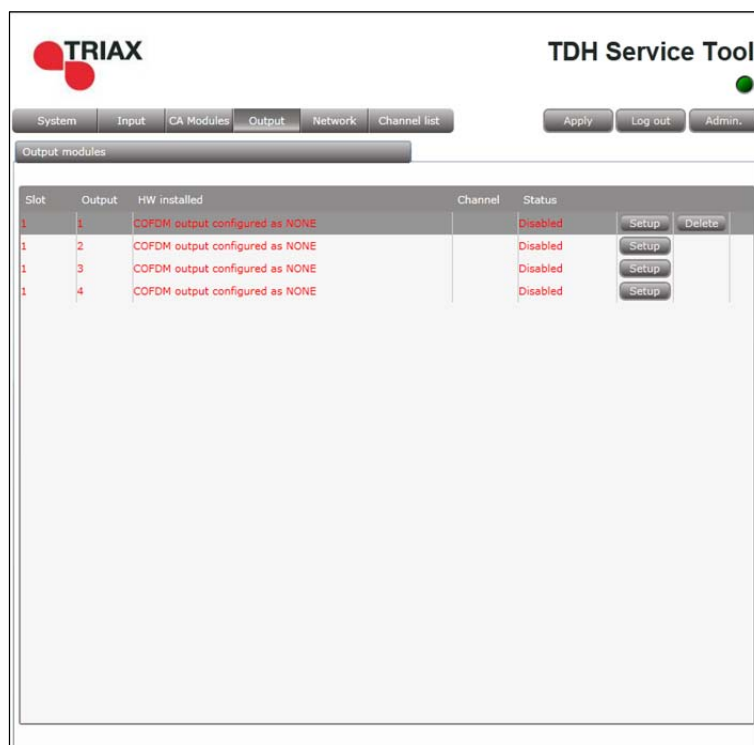 TRIAX
TDH Service Tool
System Input CA Modules Output Network Channel list Apply Log out Admin.
Output modules
Slot Output HW installed Channel Status
1 1 COFDM output configured as NONE Disabled Setup Delete
1 2 COFDM output configured as NONE Disabled Setup
1 3 COFDM output configured as NONE Disabled Setup
1 4 COFDM output configured as NONE Disabled Setup